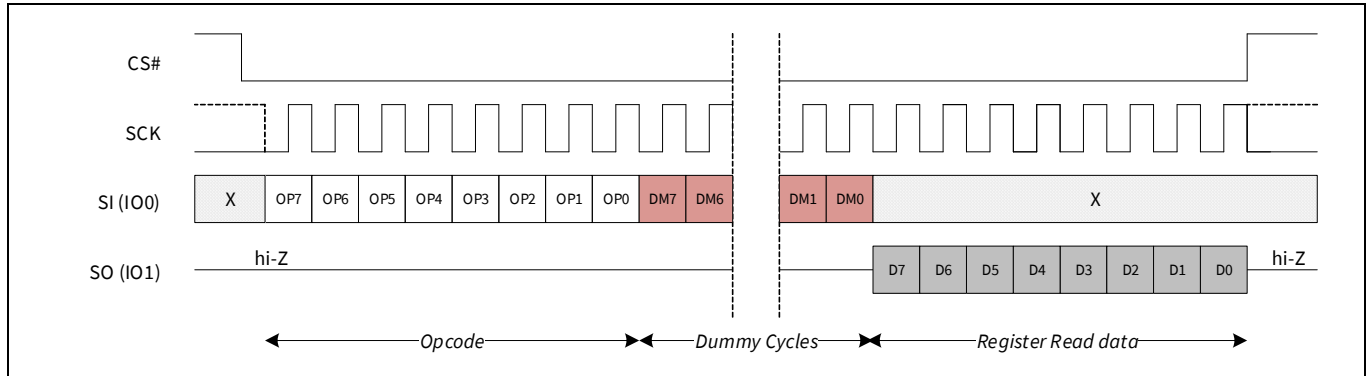 CS#
SCK
SI (IO0) X OP7 OP6 OP5 OP4 OP3 OP2 OP1 OP0 DM7 DM6 DM1 DM0 X
hi-Z hi-Z
SO (IO1) D7 D6 D5 D4 D3 D2 D1 D0
Opcode Dummy Cycles Register Read data